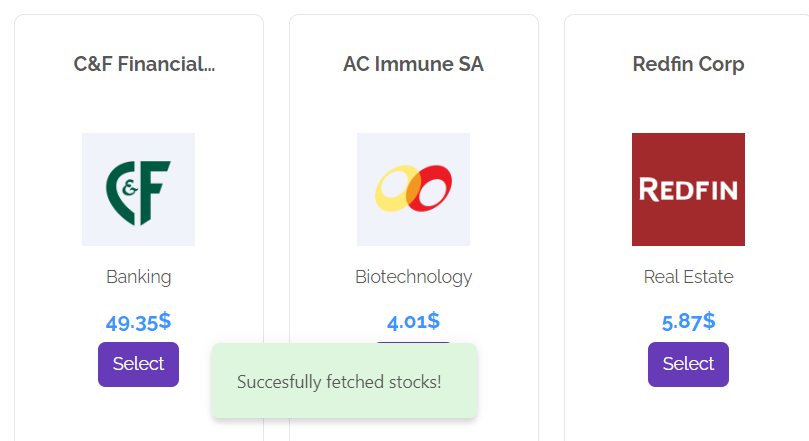 C&F Financial...
AC Immune SA
Redfin Corp
C&F
REDFIN
Banking
Biotechnology
Real Estate
49.35$
4.01$
5.87$
Select
Select
Succesfully fetched stocks!